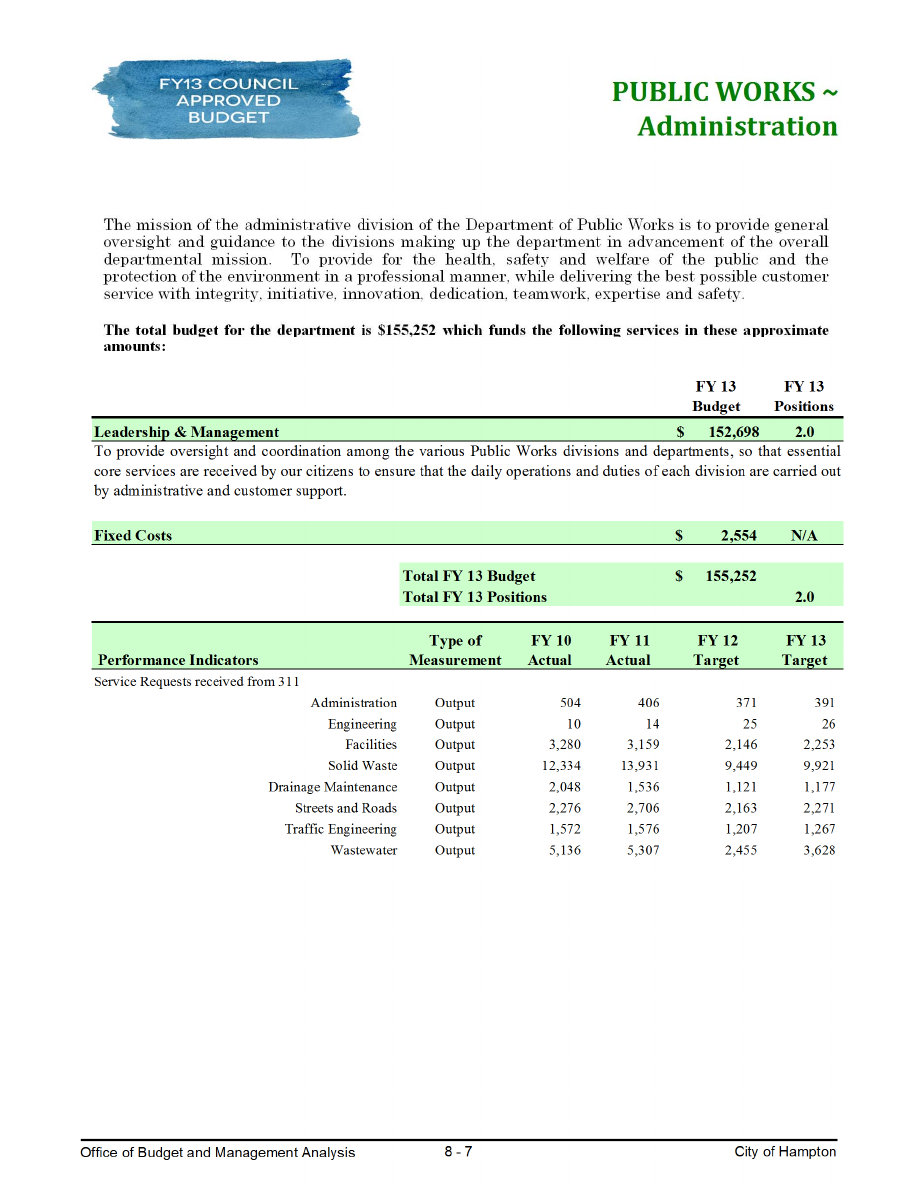 FY13 COUNCIL
APPROVED
BUDGET
PUBLIC WORKS ~
Administration
The mission of the administrative division of the Department of Public Works is to provide general
oversight and guidance to the divisions making up the department in advancement of the overall
departmental mission. To provide for the health, safety and welfare of the public and the
protection of the environment in a professional manner, while delivering the best possible customer
service with integrity, initiative, innovation, dedication, teamwork, expertise and safety.
The total budget for the department is $155,252 which funds the following services in these approximate
amounts:
FY 13 FY 13
Budget Positions
Leadership & Management $ 152,698 2.0
To provide oversight and coordination among the various Public Works divisions and departments, so that essential
core services are received by our citizens to ensure that the daily operations and duties of each division are carried out
by administrative and customer support.
Fixed Costs $ 2,554 N/A
Total FY 13 Budget $ 155,252
Total FY 13 Positions 2.0
Type of FY 10 FY 11 FY 12 FY 13
Performance Indicators Measurement Actual Actual Target Target
Service Requests received from 311
Administration Output 504 406 371 391
Engineering Output 10 14 25 26
Facilities Output 3,280 3,159 2,146 2,253
Solid Waste Output 12,334 13,931 9,449 9,921
Drainage Maintenance Output 2,048 1,536 1,121 1,177
Streets and Roads Output 2,276 2,706 2,163 2,271
Traffic Engineering Output 1,572 1,576 1,207 1,267
Wastewater Output 5,136 5,307 2,455 3,628
Office of Budget and Management Analysis 8 - 7 City of Hampton